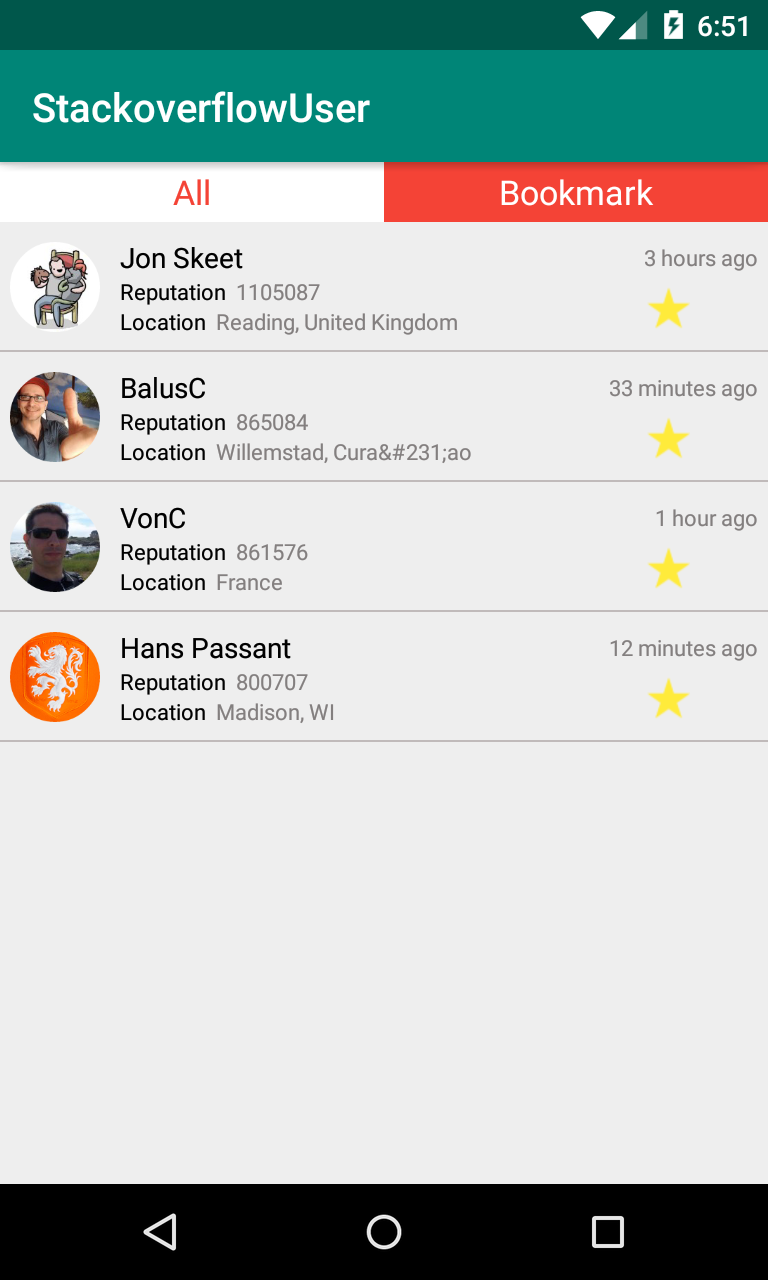 6:51
StackoverflowUser
All Bookmark
Jon Skeet 3 hours ago
Reputation 1105087
Location Reading, United Kingdom
BalusC 33 minutes ago
Reputation 865084
Location Willemstad, Cura&#231;ao
VonC 1 hour ago
Reputation 861576
Location France
Hans Passant 12 minutes ago
Reputation 800707
Location Madison, WI